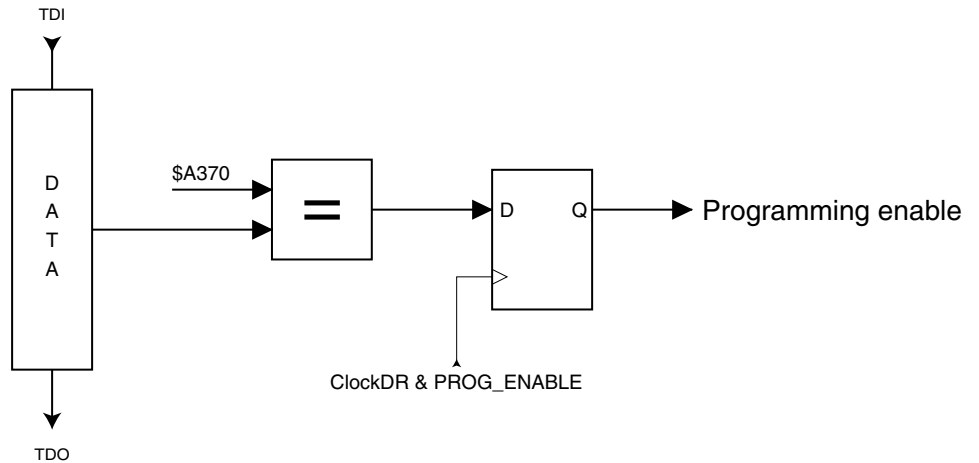 TDI
D
A
T
A
$A370
=
D
Q
Programming enable
ClockDR & PROG_ENABLE
TDO